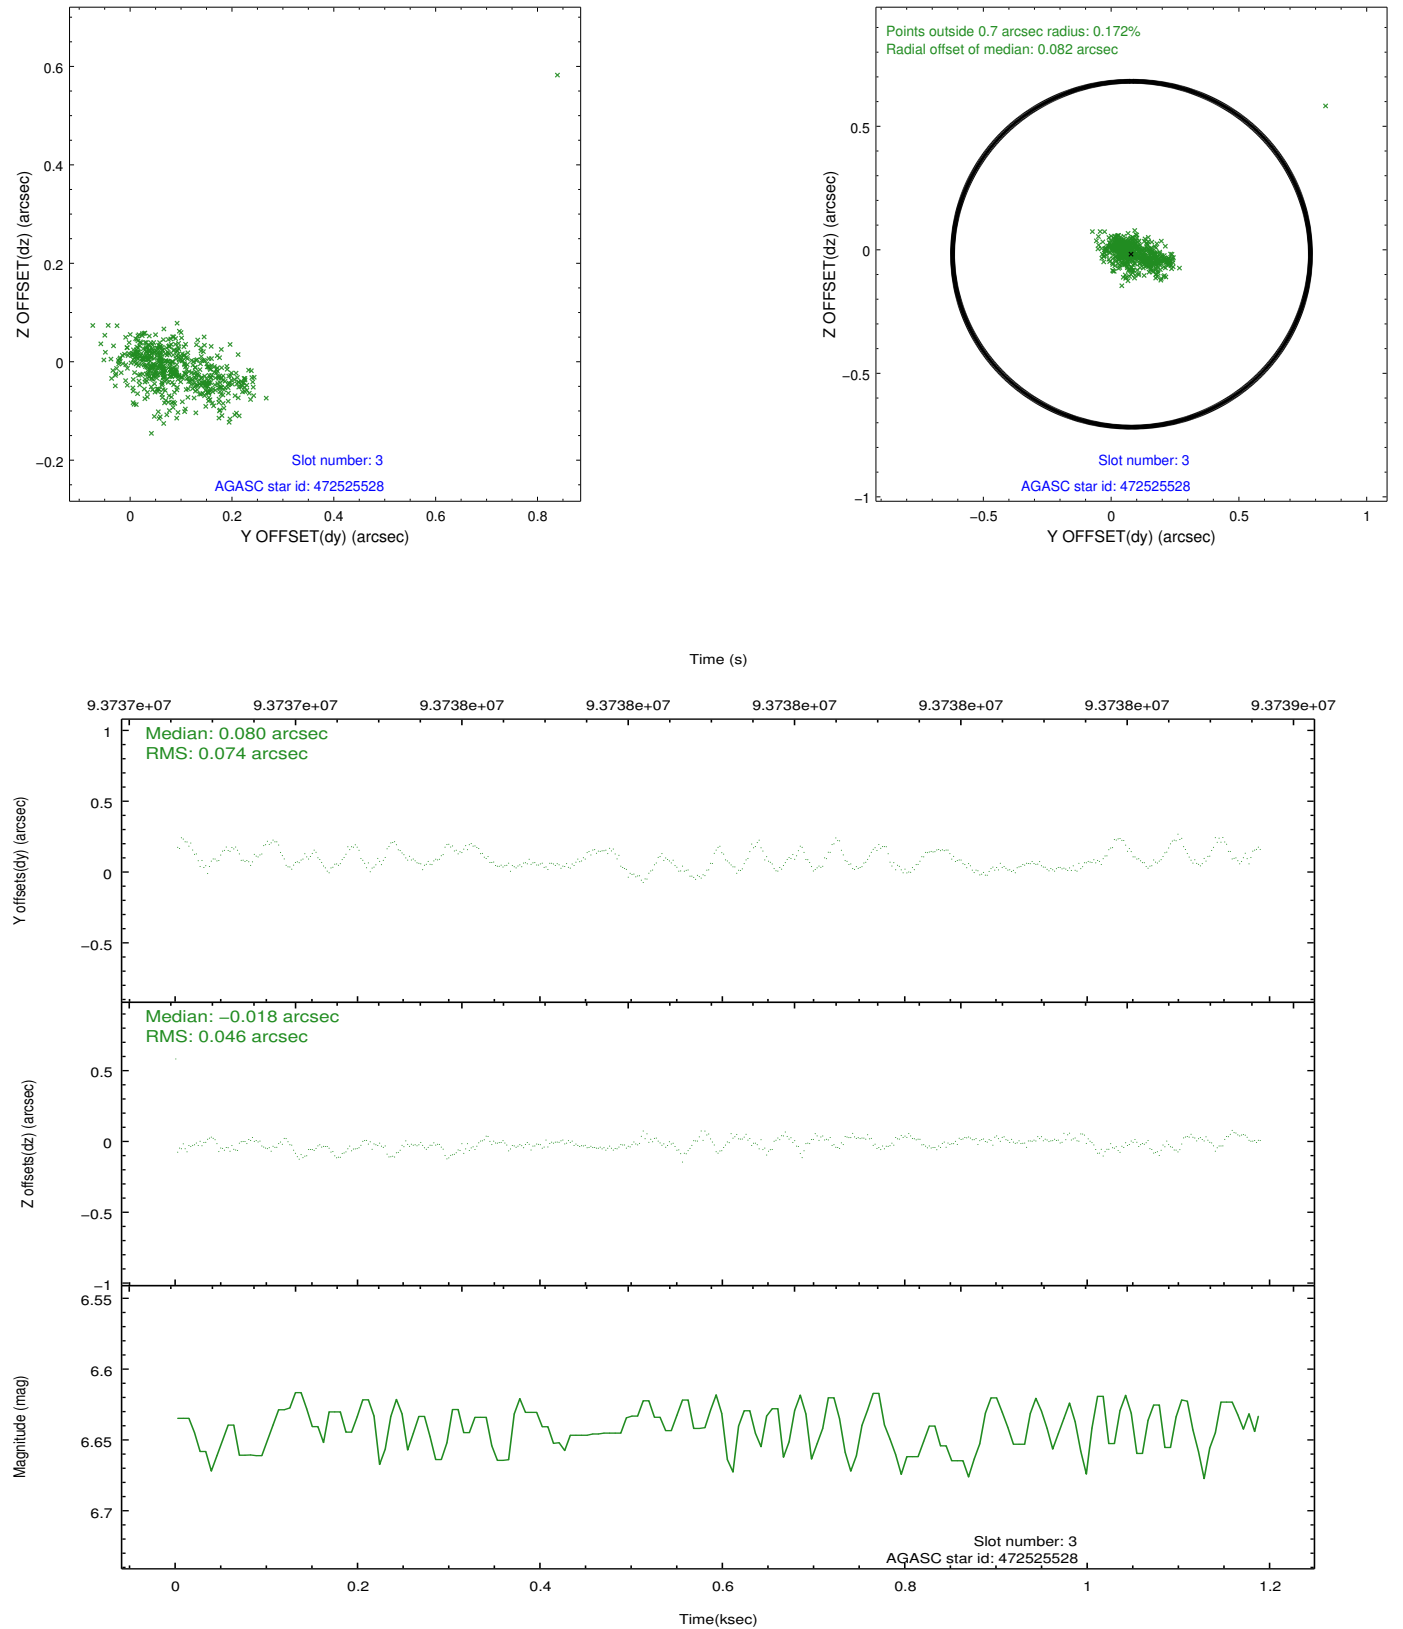 0.6
0.4
0.2
0
−0.2
Z OFFSET(dz) (arcsec)
Slot number: 3
AGASC star id: 472525528
0 0.2 0.4 0.6 0.8
Y OFFSET(dy) (arcsec)
Points outside 0.7 arcsec radius: 0.172%
Radial offset of median: 0.082 arcsec
0.5
0
−0.5
−1
Z OFFSET(dz) (arcsec)
Slot number: 3
AGASC star id: 472525528
−0.5 0 0.5 1
Y OFFSET(dy) (arcsec)
Time (s)
9.3737e+07 9.3737e+07 9.3738e+07 9.3738e+07 9.3738e+07 9.3738e+07 9.3738e+07 9.3739e+07
Median: 0.080 arcsec
RMS: 0.074 arcsec
1
0.5
0
−0.5
Y offsets(dy) (arcsec)
Median: −0.018 arcsec
RMS: 0.046 arcsec
0.5
0
−0.5
−1
Z offsets(dz) (arcsec)
6.55
6.6
6.65
6.7
Magnitude (mag)
Slot number: 3
AGASC star id: 472525528
0 0.2 0.4 0.6 0.8 1 1.2
Time(ksec)